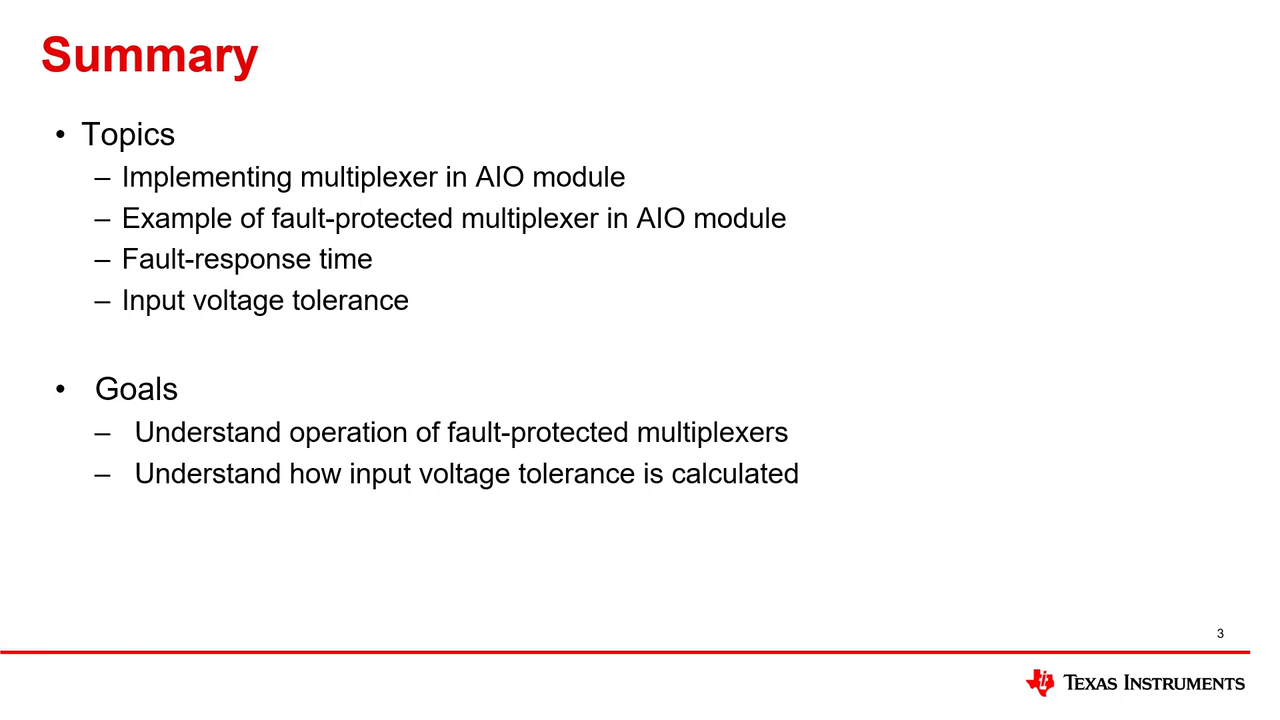 Summary
• Topics
– Implementing multiplexer in AIO module
– Example of fault-protected multiplexer in AIO module
– Fault-response time
– Input voltage tolerance
• Goals
– Understand operation of fault-protected multiplexers
– Understand how input voltage tolerance is calculated
3
TEXAS INSTRUMENTS